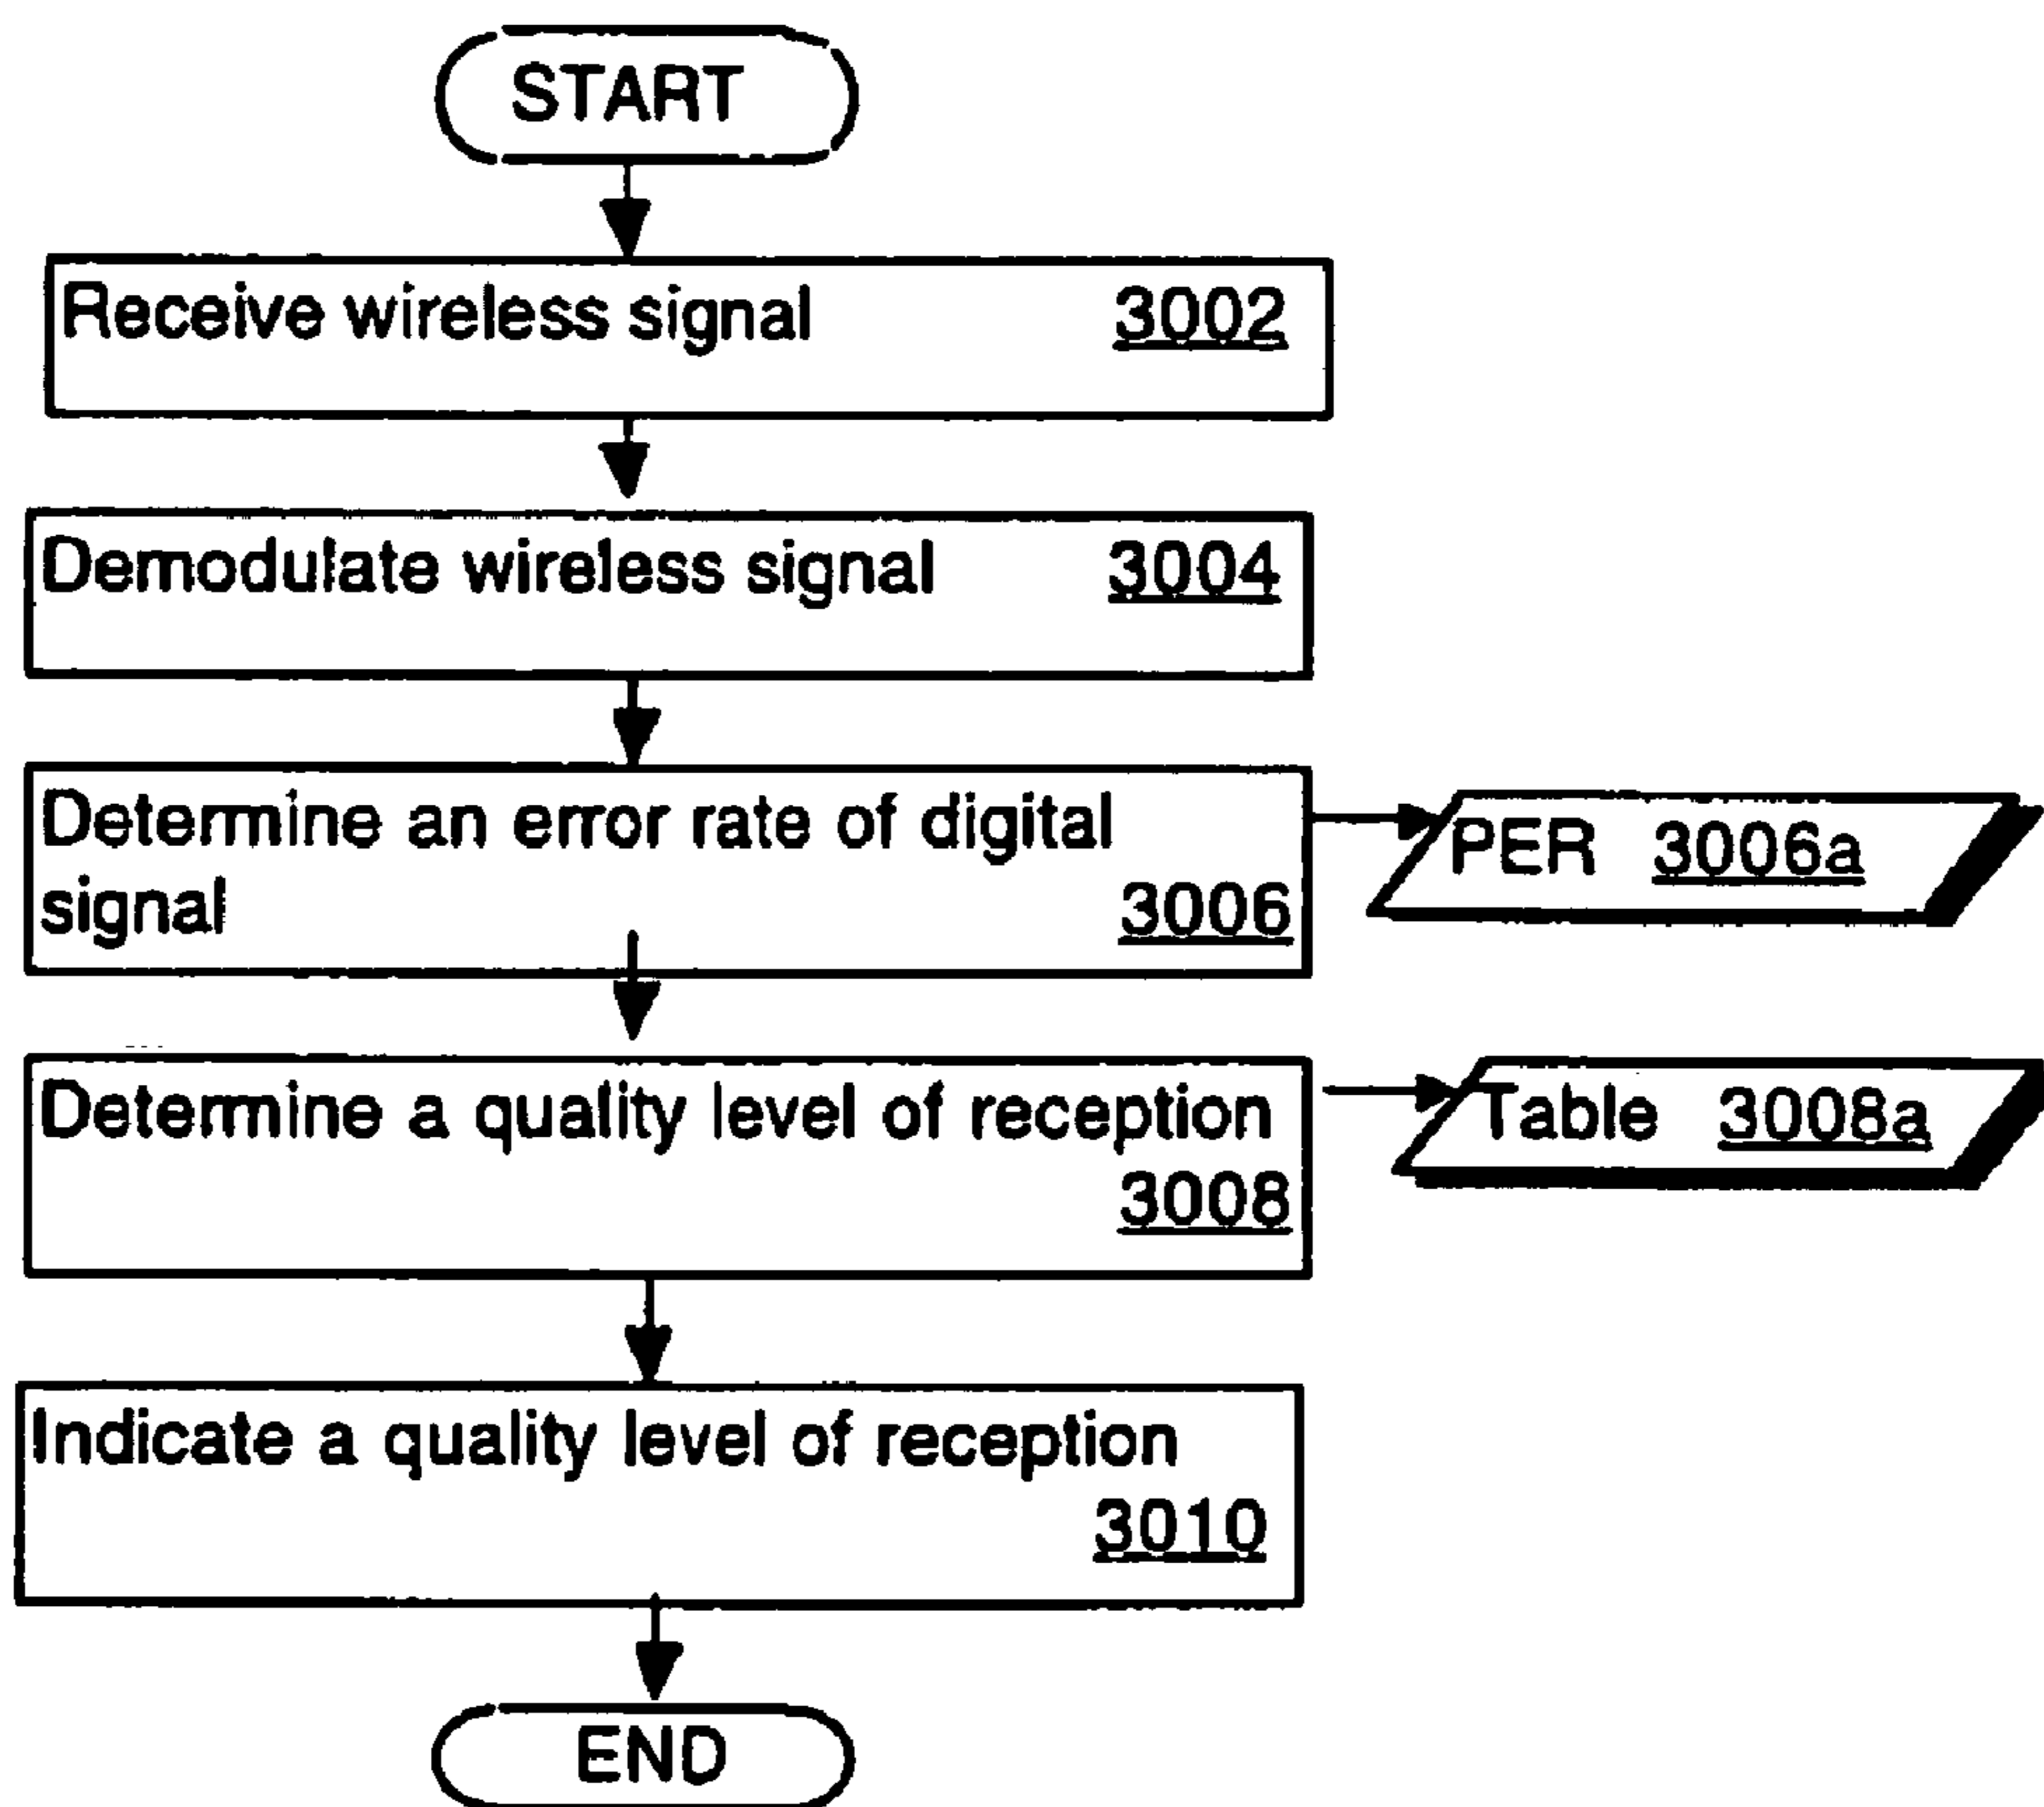 START
Receive wireless signal 3002
Demodulate wireless signal 3004
Determine an error rate of digital
signal 3006
PER 3006a
Determine a quality level of reception
3008
Table 3008a
Indicate a quality level of reception
3010
END